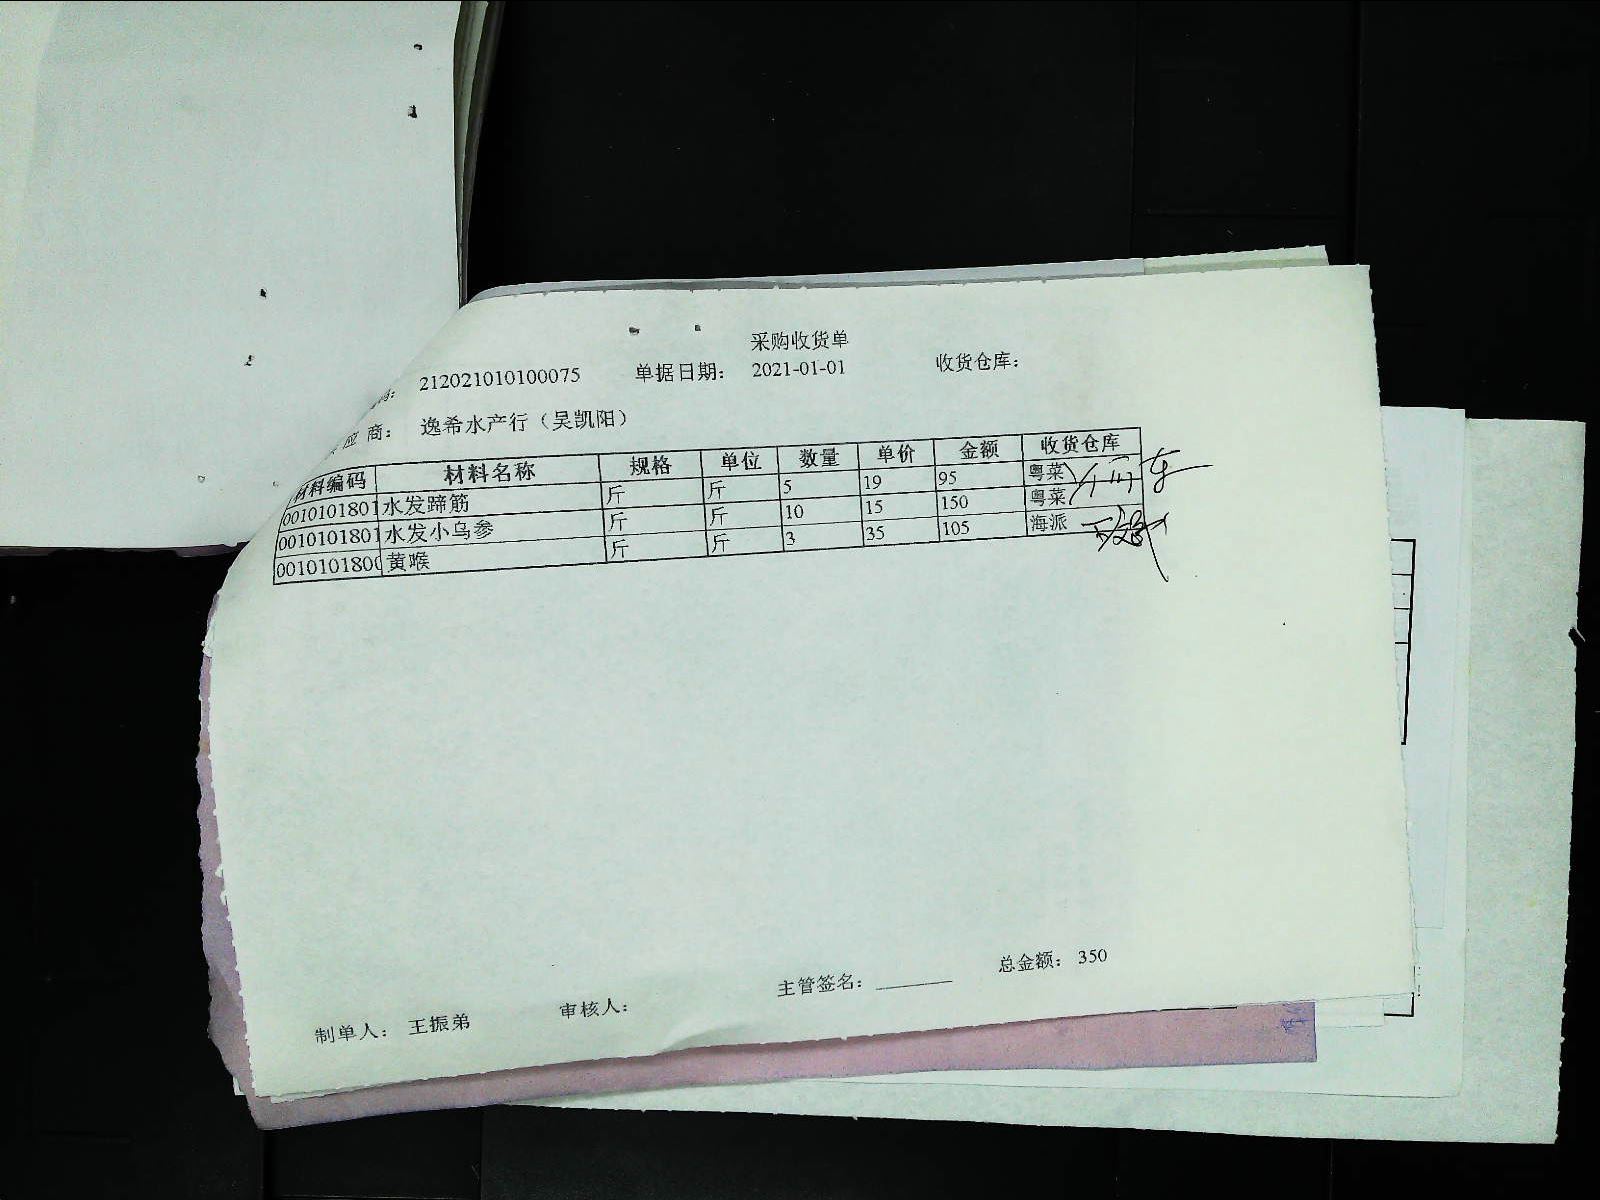 采购收货单
码： 212021010100075 单据日期： 2021-01-01 收货仓库：
应 商： 逸希水产行（吴凯阳）
材料编码 材料名称 规格 单位 数量 单价 金额 收货仓库
0010101801 水发蹄筋 斤 斤 5 19 95 粤菜
0010101801 水发小乌参 斤 斤 10 15 150 粤菜
001010180 黄喉 斤 斤 3 35 105 海派
总金额： 350
制单人： 王振弟 审核人： 主管签名：